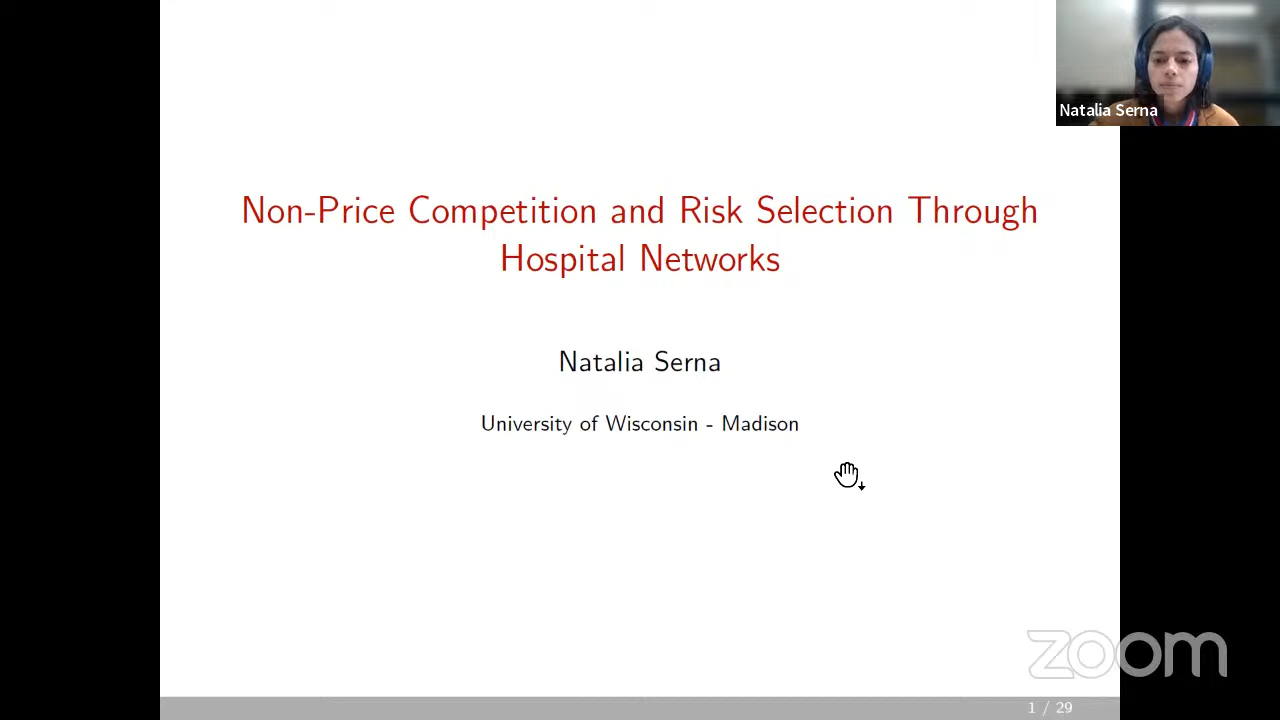 Natalia Serna
Non-Price Competition and Risk Selection Through
Hospital Networks
Natalia Serna
University of Wisconsin - Madison
zoom
1 / 29